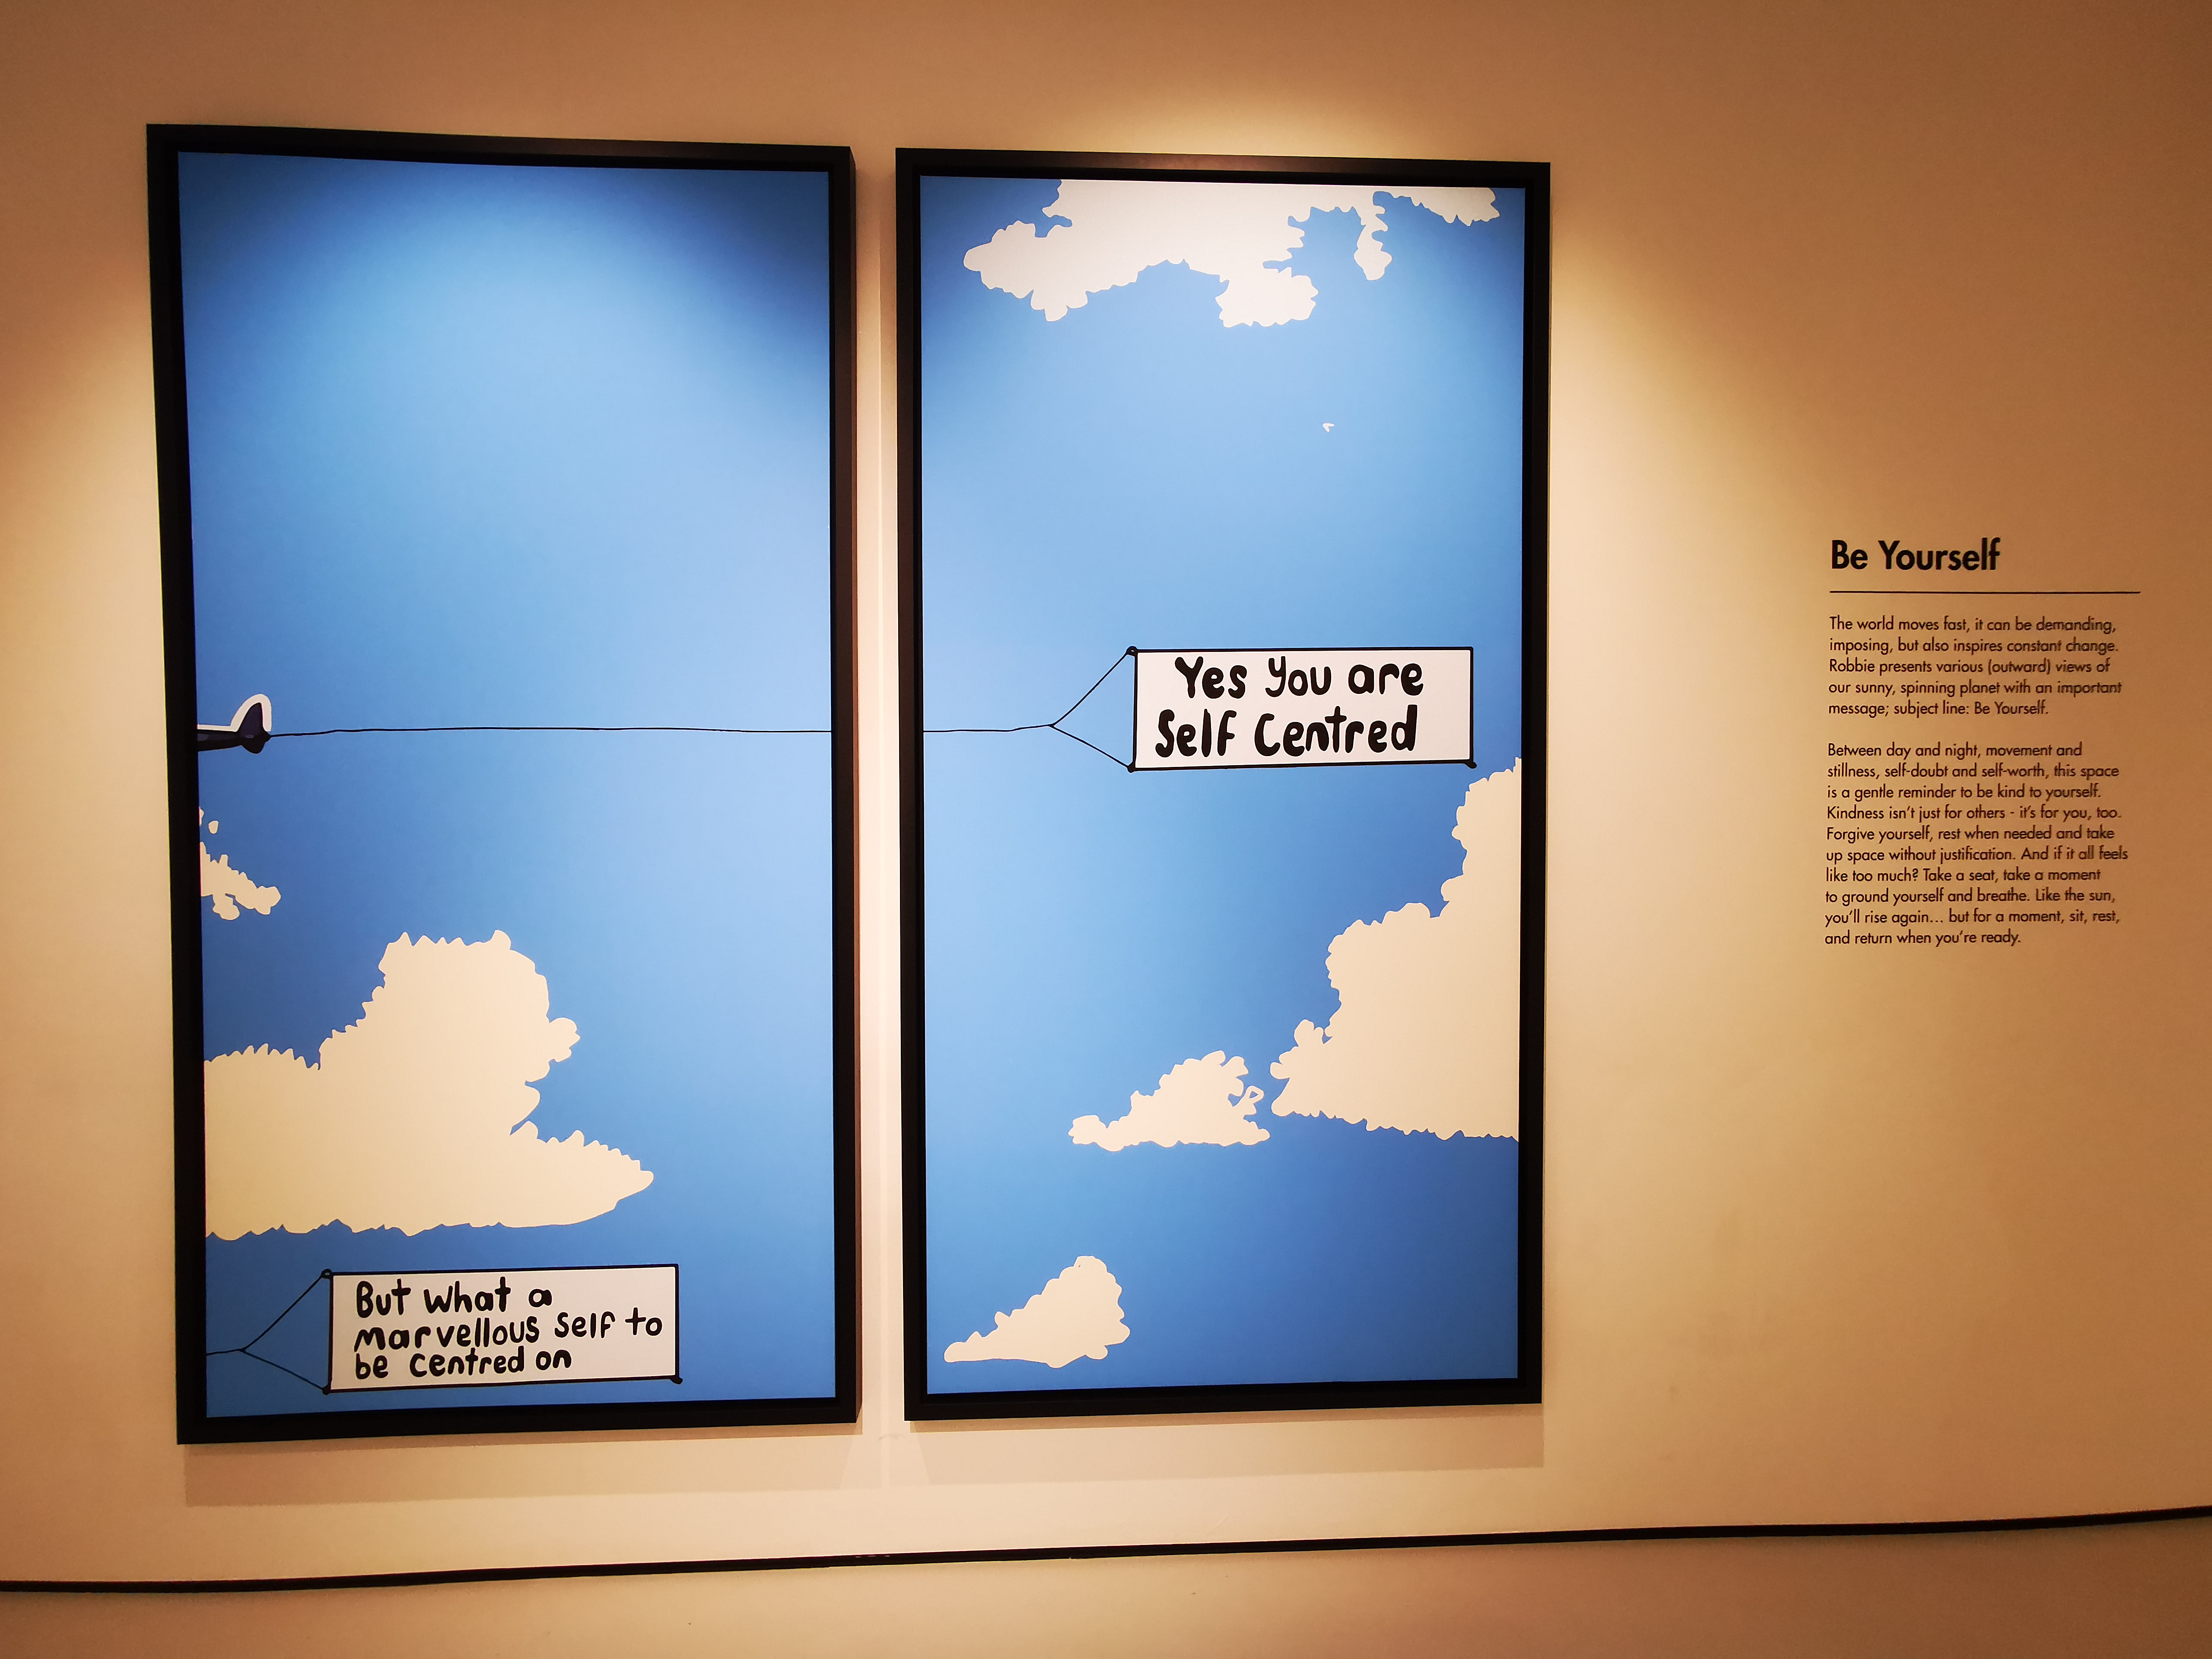 Yes you are
Self Centred
But what a
marvellous self to
be centred on
Be Yourself
The world moves fast, it can be demanding,
imposing, but also inspires constant change.
Robbie presents various (outward) views of
our sunny, spinning planet with an important
message; subject line: Be Yourself.
Between day and night, movement and
stillness, self-doubt and self-worth, this space
is a gentle reminder to be kind to yourself.
Kindness isn't just for others - it's for you, too.
Forgive yourself, rest when needed and take
up space without justification. And if it all feels
like too much? Take a seat, take a moment
to ground yourself and breathe. Like the sun,
you'll rise again... but for a moment, sit, rest,
and return when you're ready.